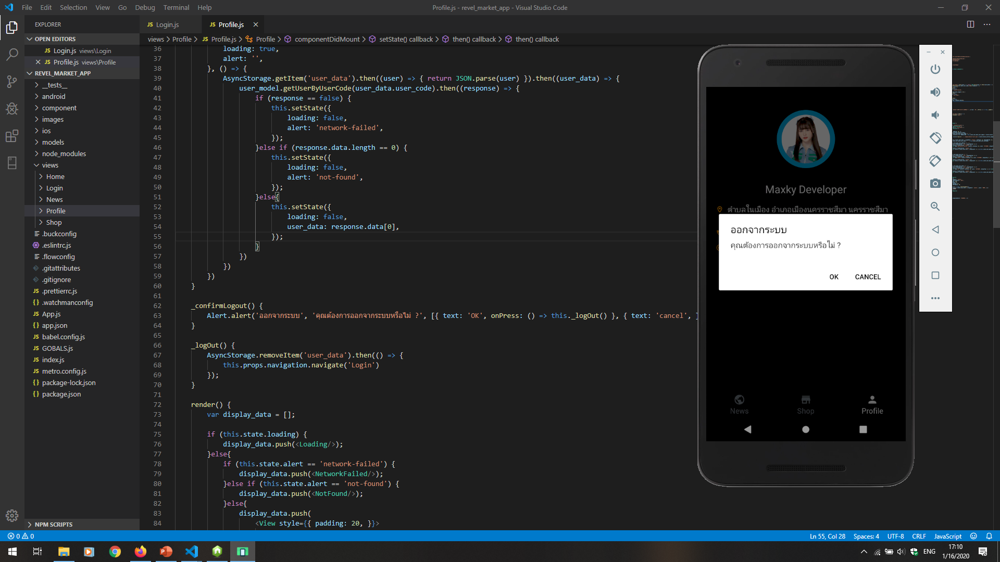 File Edit Selection View Go Debug Terminal Help
Profile.js - revel_market_app - Visual Studio Code
EXPLORER
OPEN EDITORS
JS Login.js views\Login
JS Profile.js views\Profile
REVEL_MARKET_APP
__tests__
android
component
images
ios
models
node_modules
views
Home
Login
News
Profile
Shop
.buckconfig
.eslintrc.js
.flowconfig
.gitattributes
.gitignore
JS .prettierrc.js
{} .watchmanconfig
JS App.js
{} app.json
JS babel.config.js
JS GOBALS.js
JS index.js
JS metro.config.js
{} package-lock.json
{} package.json
NPM SCRIPTS
JS Login.js
JS Profile.js
views > Profile > JS Profile.js > Profile > componentDidMount > setState() callback > then() callback > then() callback
36 loading: true,
37 alert: '',
38 }, () => {
39 AsyncStorage.getItem('user_data').then((user) => { return JSON.parse(user) }).then((user_data) => {
40 user_model.getUserByUserCode(user_data.user_code).then((response) => {
41 if (response == false) {
42 this.setState({
43 loading: false,
44 alert: 'network-failed',
45 });
46 }else if (response.data.length == 0) {
47 this.setState({
48 loading: false,
49 alert: 'not-found',
50 });
51 }else{
52 this.setState({
53 loading: false,
54 user_data: response.data[0],
55 });
56 }
57 })
58 })
59 })
60 }
61
62 _confirmLogout() {
63 Alert.alert('ออกจากระบบ', 'คุณต้องการออกจากระบบหรือไม่ ?', [{ text: 'OK', onPress: () => this._logOut() }, { text: 'cancel', ]
64 }
65
66 _logOut() {
67 AsyncStorage.removeItem('user_data').then(() => {
68 this.props.navigation.navigate('Login')
69 });
70 }
71
72 render() {
73 var display_data = [];
74
75 if (this.state.loading) {
76 display_data.push(<Loading/>);
77 }else{
78 if (this.state.alert == 'network-failed') {
79 display_data.push(<NetworkFailed/>);
80 }else if (this.state.alert == 'not-found') {
81 display_data.push(<NotFound/>);
82 }else{
83 display_data.push(
84 <View style={{ padding: 20, }}>
Maxky Developer
ตำบลในเมือง อำเภอเมืองนครราชสีมา นครราชสีมา
ออกจากระบบ
คุณต้องการออกจากระบบหรือไม่ ?
OK CANCEL
News Shop Profile
0 0
Ln 55, Col 28 Spaces: 4 UTF-8 CRLF JavaScript
ENG
17:10
1/16/2020